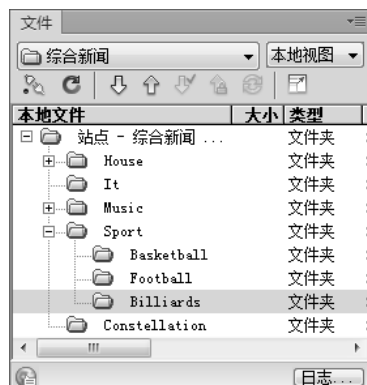 文件
综合新闻 本地视图
本地文件 大小 类型
站点 - 综合新闻 ... 文件夹
House 文件夹
It 文件夹
Music 文件夹
Sport 文件夹
Basketball 文件夹
Football 文件夹
Billiards 文件夹
Constellation 文件夹
日志...